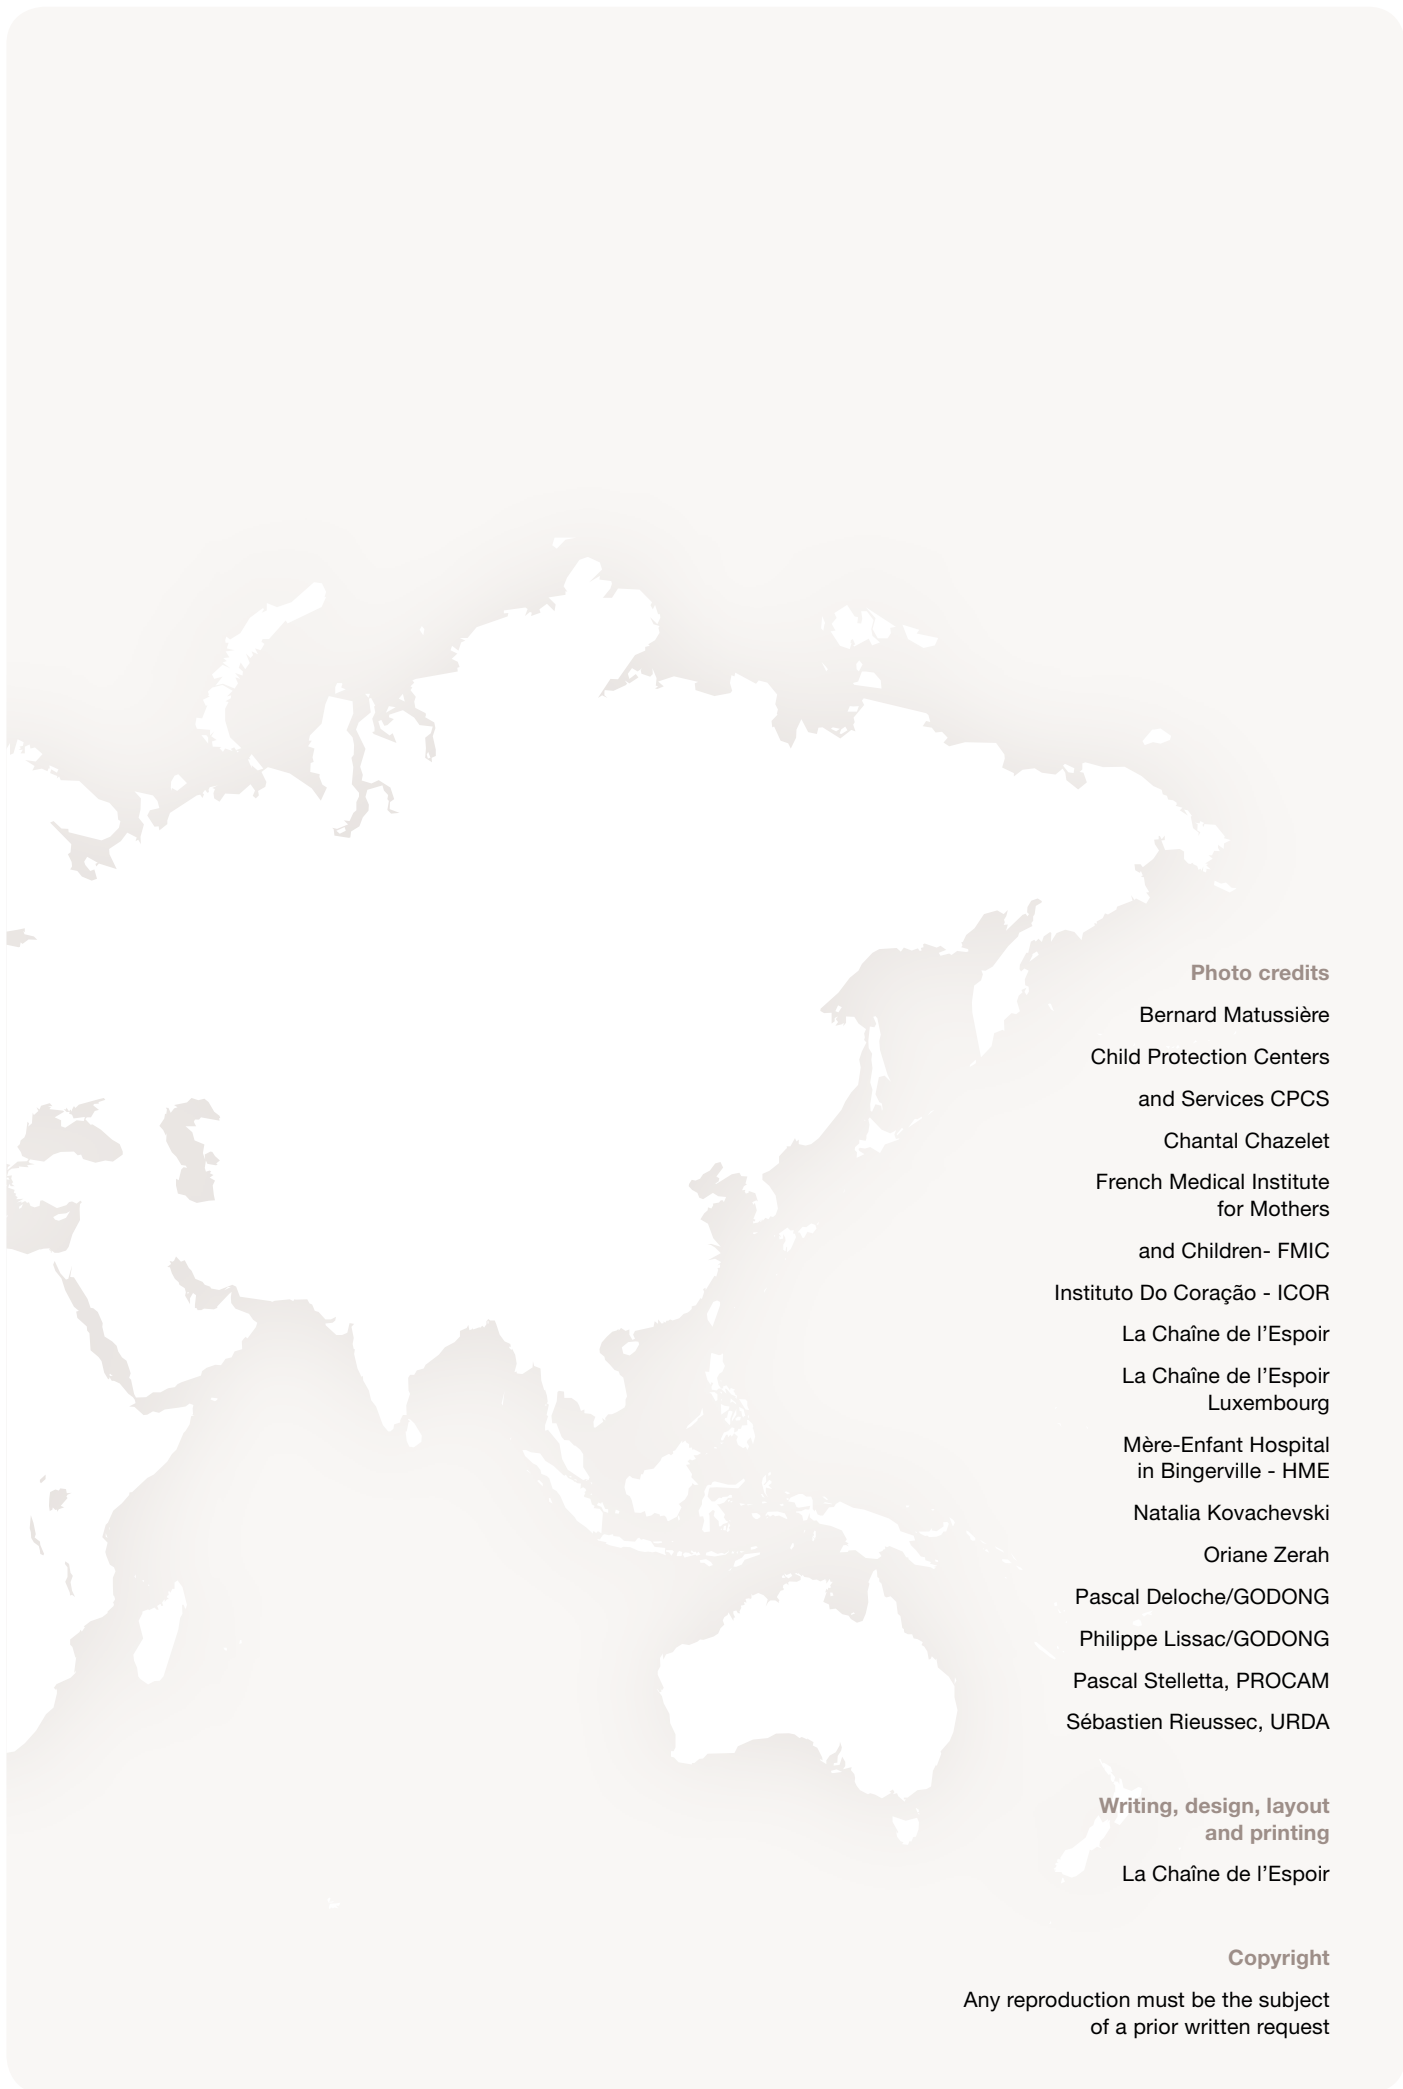 Photo credits
Bernard Matussière
Child Protection Centers
and Services CPCS
Chantal Chazelet
French Medical Institute
for Mothers
and Children- FMIC
Instituto Do Coração - ICOR
La Chaîne de l’Espoir
La Chaîne de l’Espoir
Luxembourg
Mère-Enfant Hospital
in Bingerville - HME
Natalia Kovachevski
Oriane Zerah
Pascal Deloche/GODONG
Philippe Lissac/GODONG
Pascal Stelletta, PROCAM
Sébastien Rieussec, URDA
Writing, design, layout
and printing
La Chaîne de l’Espoir
Copyright
Any reproduction must be the subject
of a prior written request